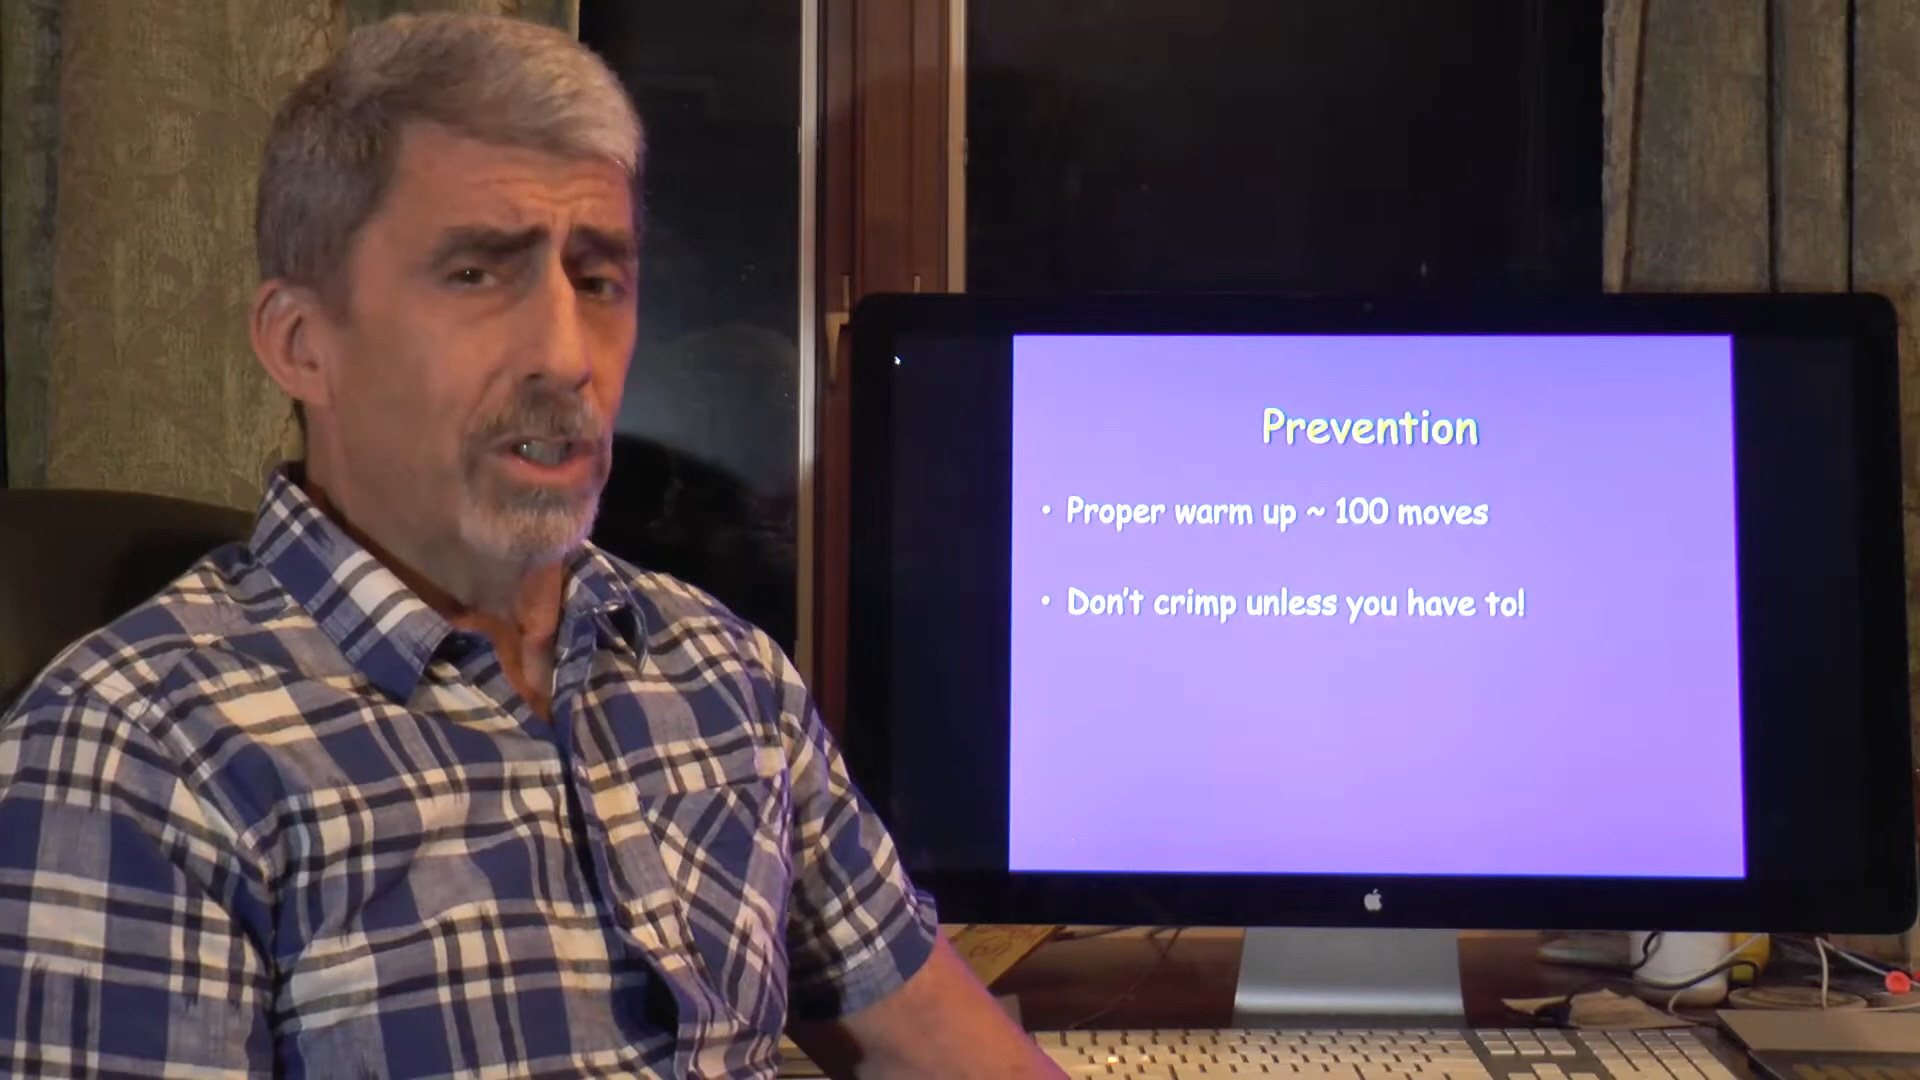 Prevention
• Proper warm up ~ 100 moves
• Don't crimp unless you have to!